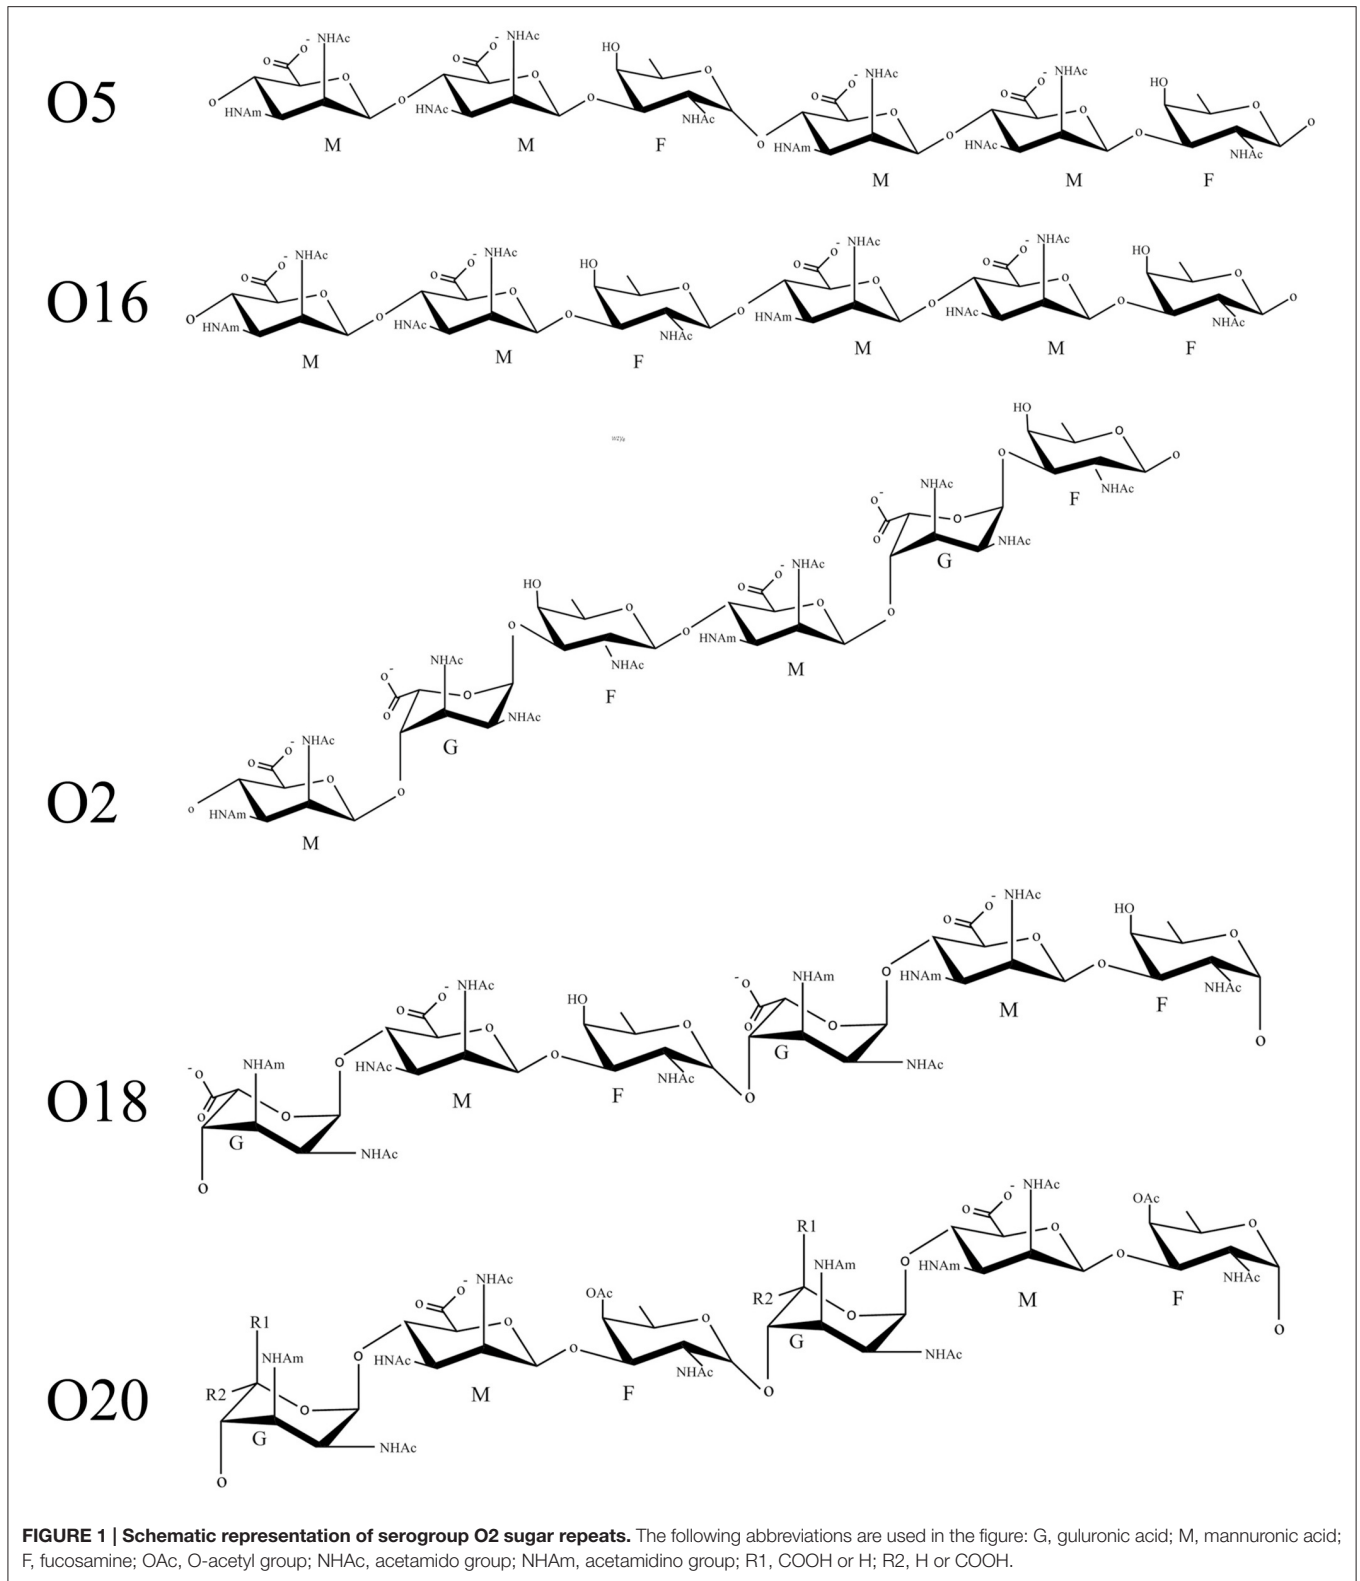 O5
NHAc NHAc HO NHAc NHAc HO
o o- o o o- o o o- o o o- o o
o HNAm o HNAc o NHAc o HNAm o HNAc o NHAc o
M M F M M F
O16
NHAc NHAc HO NHAc NHAc HO
o o- o o o- o o o o- o o o- o o
o HNAm o HNAc o NHAc o HNAm o HNAc o NHAc o
M M F M M F
O2
HO
o
o
o
NHAc
F
NHAc
o-
o
o
NHAc
G
o
NHAc
o-
o
o
HNAm
M
o
HO
o
o
NHAc
F
NHAc
o-
o
o
NHAc
G
o
NHAc
o-
o
o
o
HNAm
M
O18
NHAc
o-
o
o
HO
o
HNAm
o
NHAc
M
F
o
NHAm
-o
o
o
o
G
NHAc
NHAc
o-
o
o
HO
o
HNAc
o
NHAc
M
F
o
NHAm
-o
o
o
o
G
NHAc
o
O20
NHAc
o-
o
o
OAc
o
HNAm
o
NHAc
M
F
o
R1
NHAm
R2
o
o
G
NHAc
NHAc
o-
o
o
OAc
o
HNAc
o
NHAc
M
F
o
R1
NHAm
R2
o
o
G
NHAc
o
FIGURE 1 | Schematic representation of serogroup O2 sugar repeats. The following abbreviations are used in the figure: G, guluronic acid; M, mannuronic acid;
F, fucosamine; OAc, O-acetyl group; NHAc, acetamido group; NHAm, acetamidino group; R1, COOH or H; R2, H or COOH.